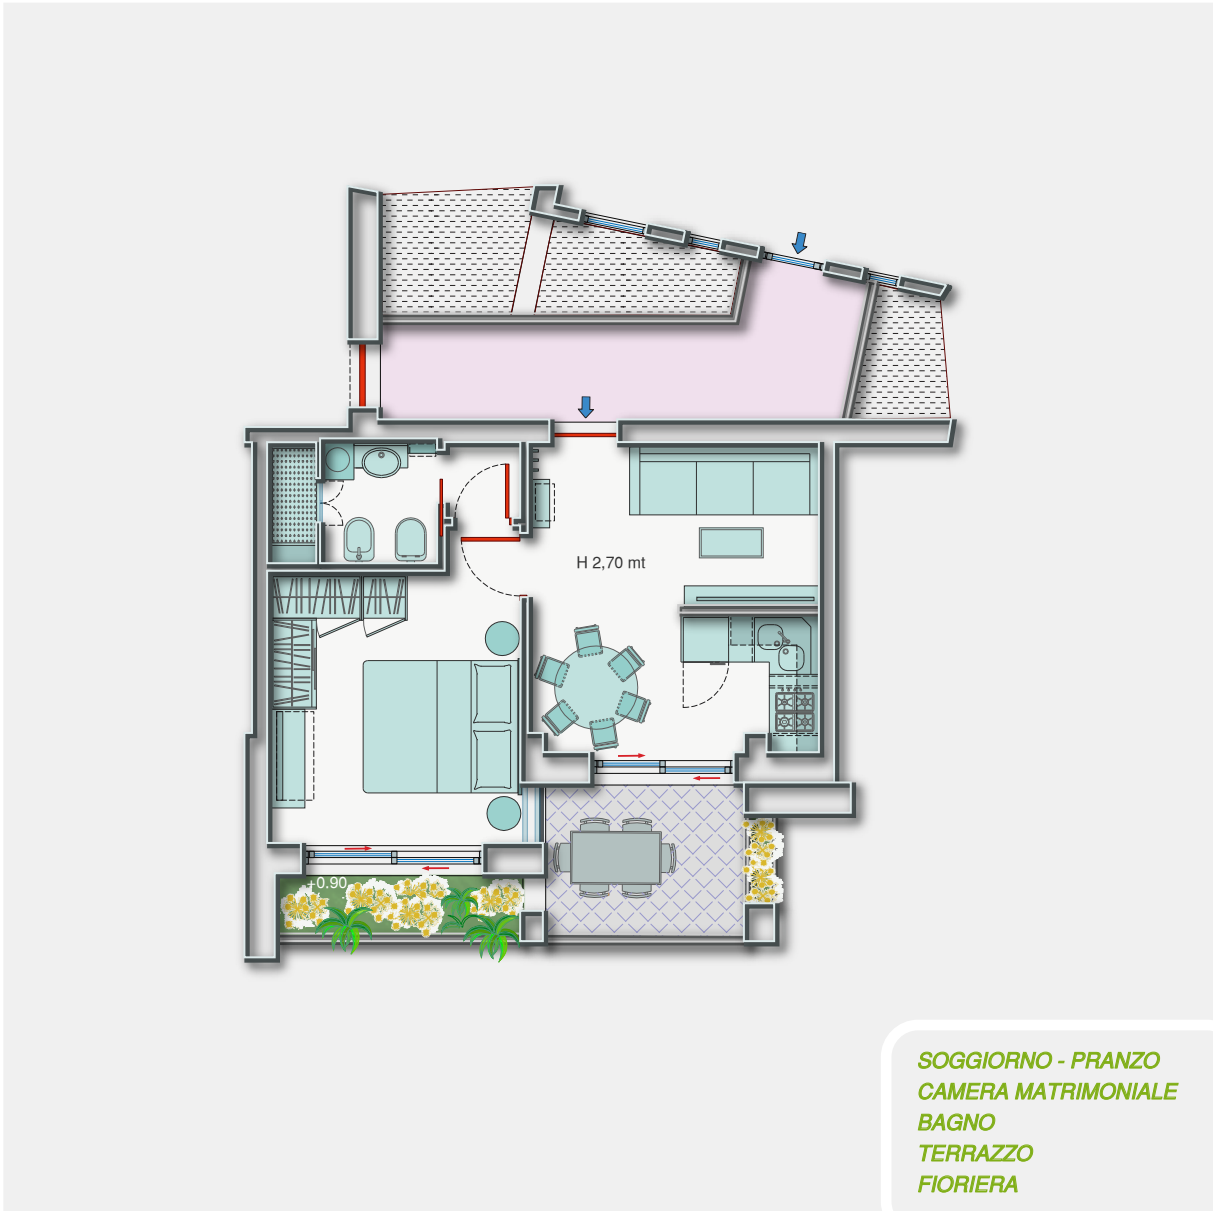 H 2,70 mt
+0.90
SOGGIORNO - PRANZO
CAMERA MATRIMONIALE
BAGNO
TERRAZZO
FIORIERA